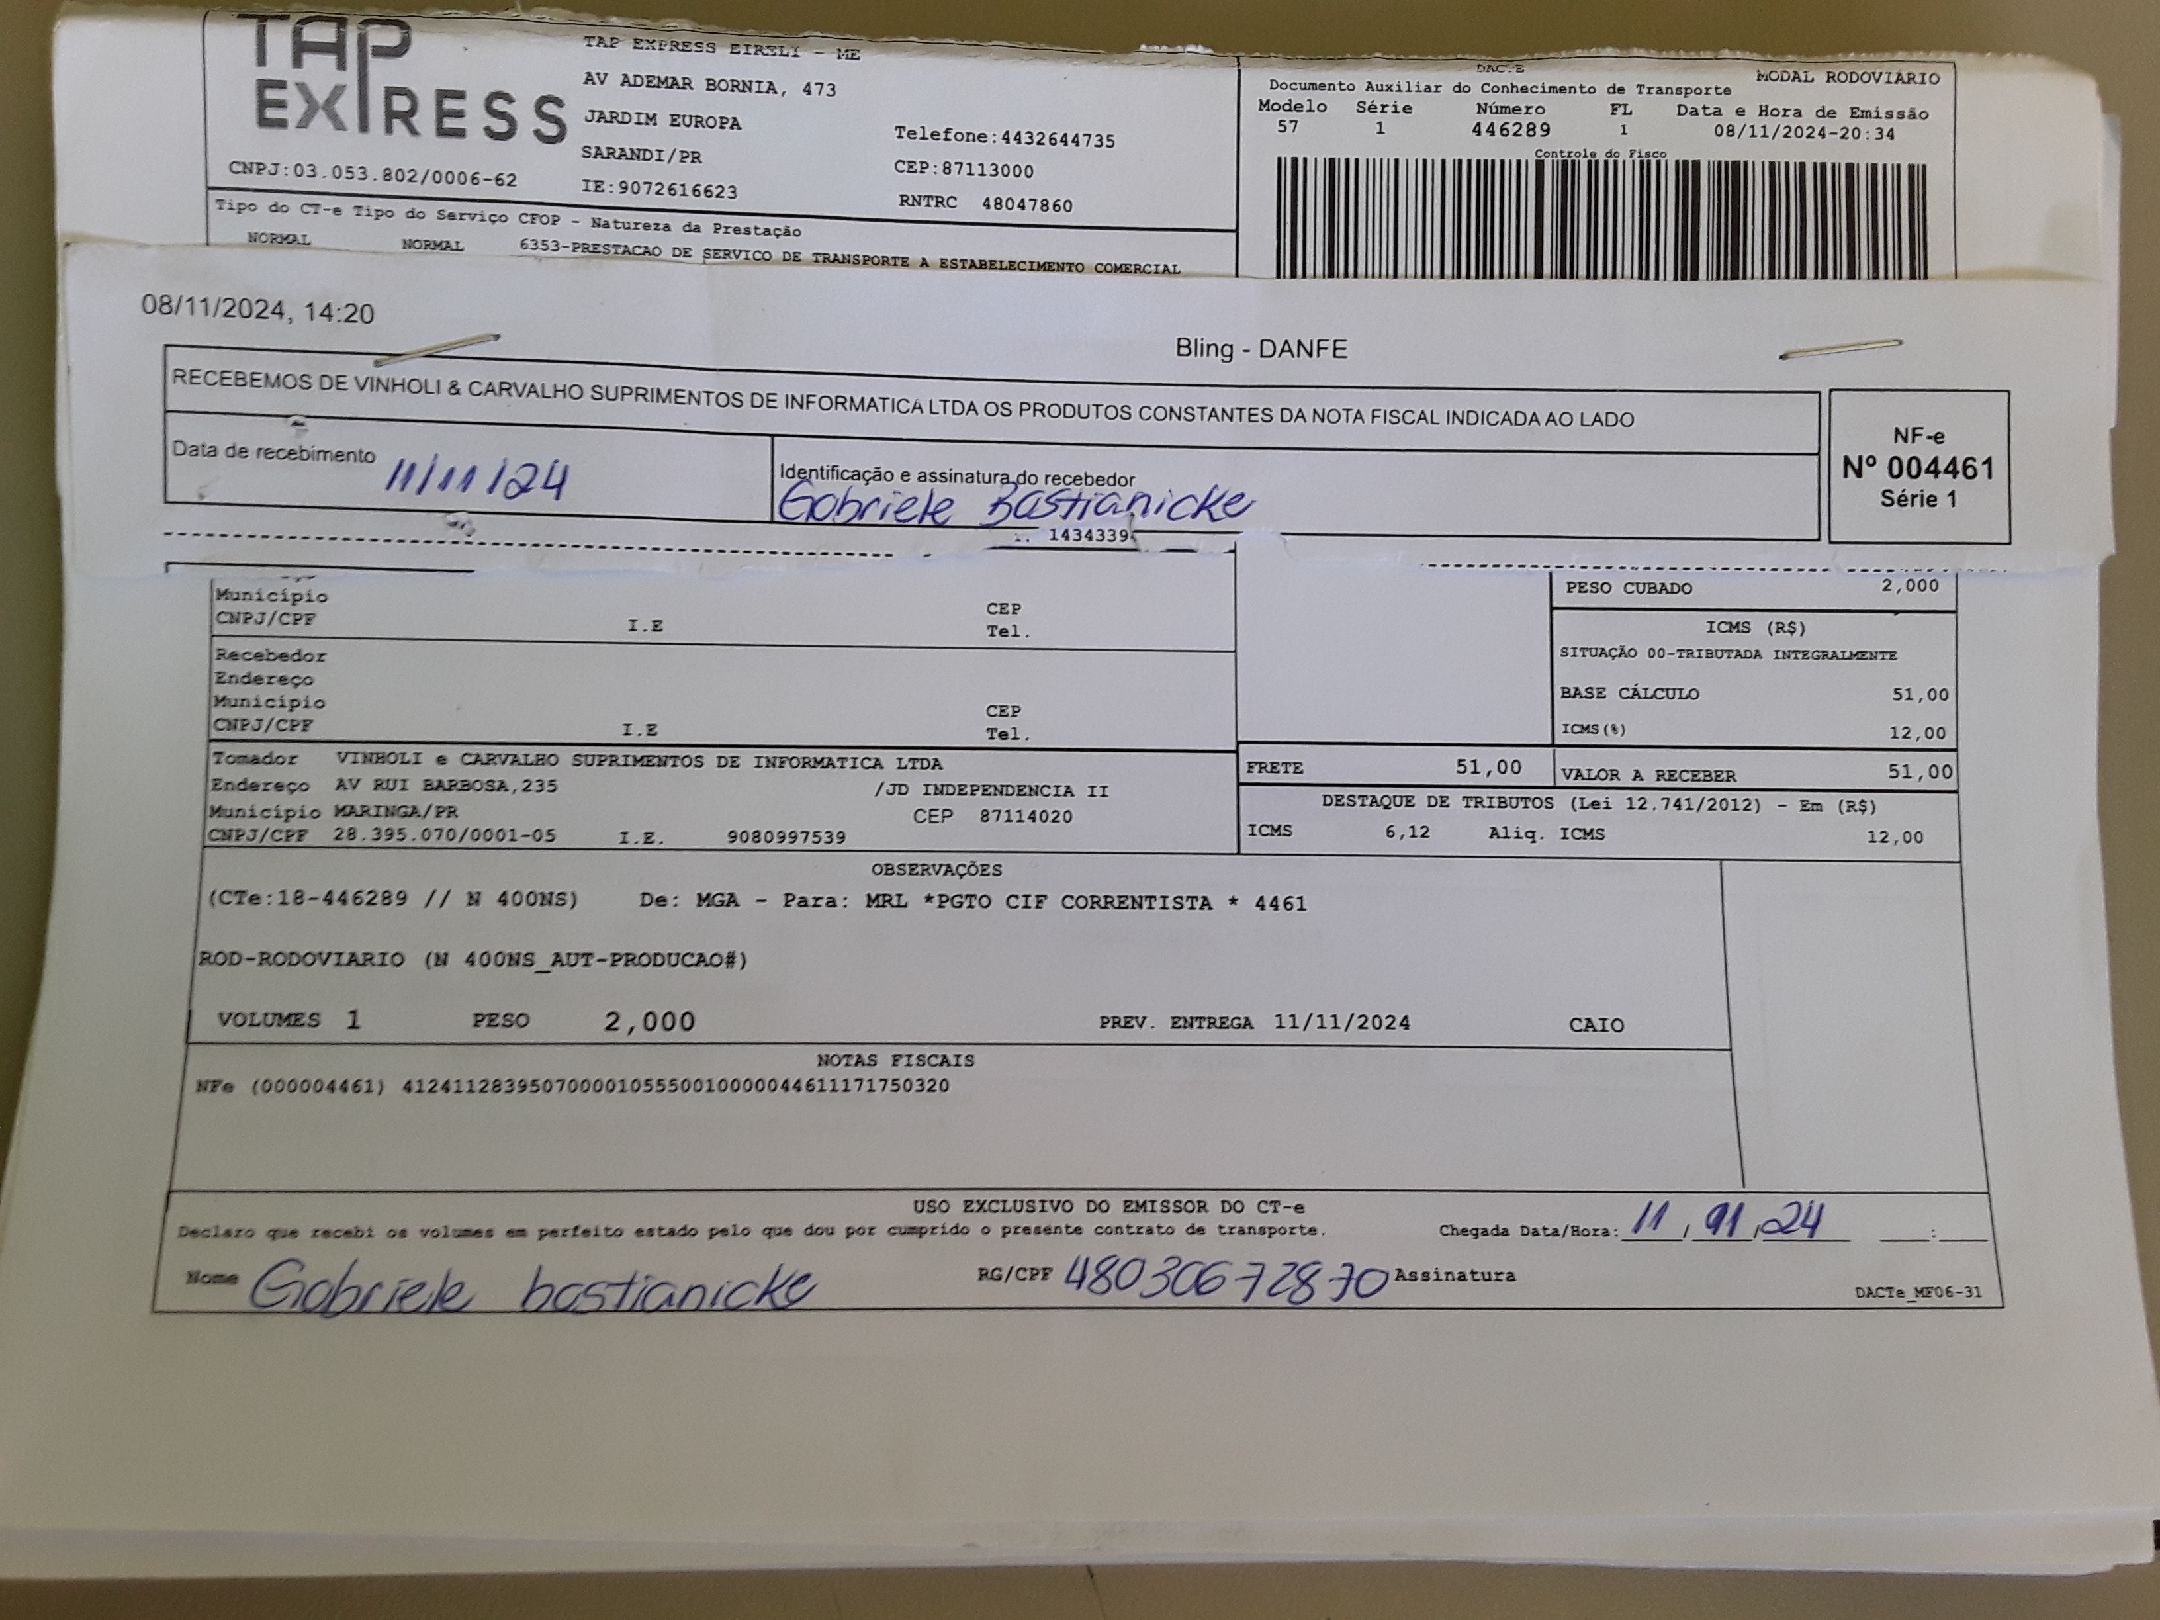 TAP EXPRESS
TAP EXPRESS EIRELI - ME
AV ADEMAR BORNIA, 473
JARDIM EUROPA
Telefone:4432644735
SARANDI/PR
CEP:87113000
CNPJ:03.053.802/0006-62
IE:9072616623
RNTRC 48047860
DACTE
MODAL RODOVIÁRIO
Documento Auxiliar do Conhecimento de Transporte
Modelo Série Número FL Data e Hora de Emissão
57 1 446289 1 08/11/2024-20:34
Controle do Fisco
Tipo do CT-e Tipo do Serviço CFOP - Natureza da Prestação
NORMAL NORMAL 6353-PRESTACAO DE SERVICO DE TRANSPORTE A ESTABELECIMENTO COMERCIAL
08/11/2024, 14:20
Bling - DANFE
RECEBEMOS DE VINHOLI & CARVALHO SUPRIMENTOS DE INFORMATICA LTDA OS PRODUTOS CONSTANTES DA NOTA FISCAL INDICADA AO LADO
Data de recebimento 11/11/24
Identificação e assinatura do recebedor
Gabriele Bastianicke
NF-e
Nº 004461
Série 1
1434339
Município CEP
CNPJ/CPF I.E Tel.
Recebedor
Endereço
Município CEP
CNPJ/CPF I.E Tel.
PESO CUBADO 2,000
ICMS (R$)
SITUAÇÃO 00-TRIBUTADA INTEGRALMENTE
BASE CÁLCULO 51,00
ICMS(%) 12,00
Tomador VINHOLI e CARVALHO SUPRIMENTOS DE INFORMATICA LTDA
Endereço AV RUI BARBOSA,235 /JD INDEPENDENCIA II
Município MARINGA/PR CEP 87114020
CNPJ/CPF 28.395.070/0001-05 I.E. 9080997539
FRETE 51,00 VALOR A RECEBER 51,00
DESTAQUE DE TRIBUTOS (Lei 12.741/2012) - Em (R$)
ICMS 6,12 Aliq. ICMS 12,00
OBSERVAÇÕES
(CTe:18-446289 // N 400NS) De: MGA - Para: MRL *PGTO CIF CORRENTISTA * 4461
ROD-RODOVIARIO (N 400NS_AUT-PRODUCAO#)
VOLUMES 1 PESO 2,000 PREV. ENTREGA 11/11/2024 CAIO
NOTAS FISCAIS
NFe (000004461) 41241128395070000105550010000044611171750320
USO EXCLUSIVO DO EMISSOR DO CT-e
Declaro que recebi os volumes em perfeito estado pelo que dou por cumprido o presente contrato de transporte. Chegada Data/Hora: 11/11/24 :
Nome Gabriele bastianicke RG/CPF 48030672870 Assinatura
DACTe_MF06-31